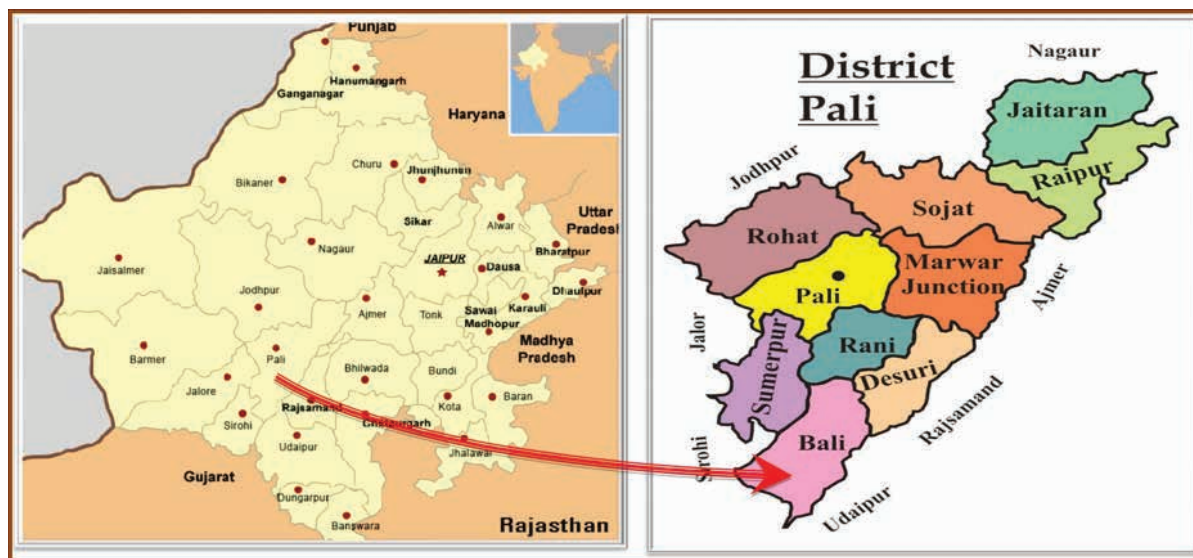 Punjab
Hanumangarh
Ganganagar
Haryana
Churu
Jhunjhunun
Bikaner
Sikar
Alwar
Uttar
Pradesh
Bharatpur
Nagaur
JAIPUR
Dausa
Jaisalmer
Dhaulpur
Jodhpur
Ajmer
Tonk
Karauli
Sawai
Madhopur
Madhya
Pradesh
Barmer
Pali
Bhilwada
Bundi
Jalore
Rajsamand
Kota
Baran
Sirohi
Chittorgarh
Udaipur
Jhalawar
Gujarat
Dungarpur
Banswara
Rajasthan
District
Pali
Nagaur
Jaitaran
Raipur
Jodhpur
Sojat
Rohat
Marwar
Junction
Pali
Ajmer
Jalor
Rani
Sumerpur
Desuri
Rajsamand
Bali
Sirohi
Udaipur